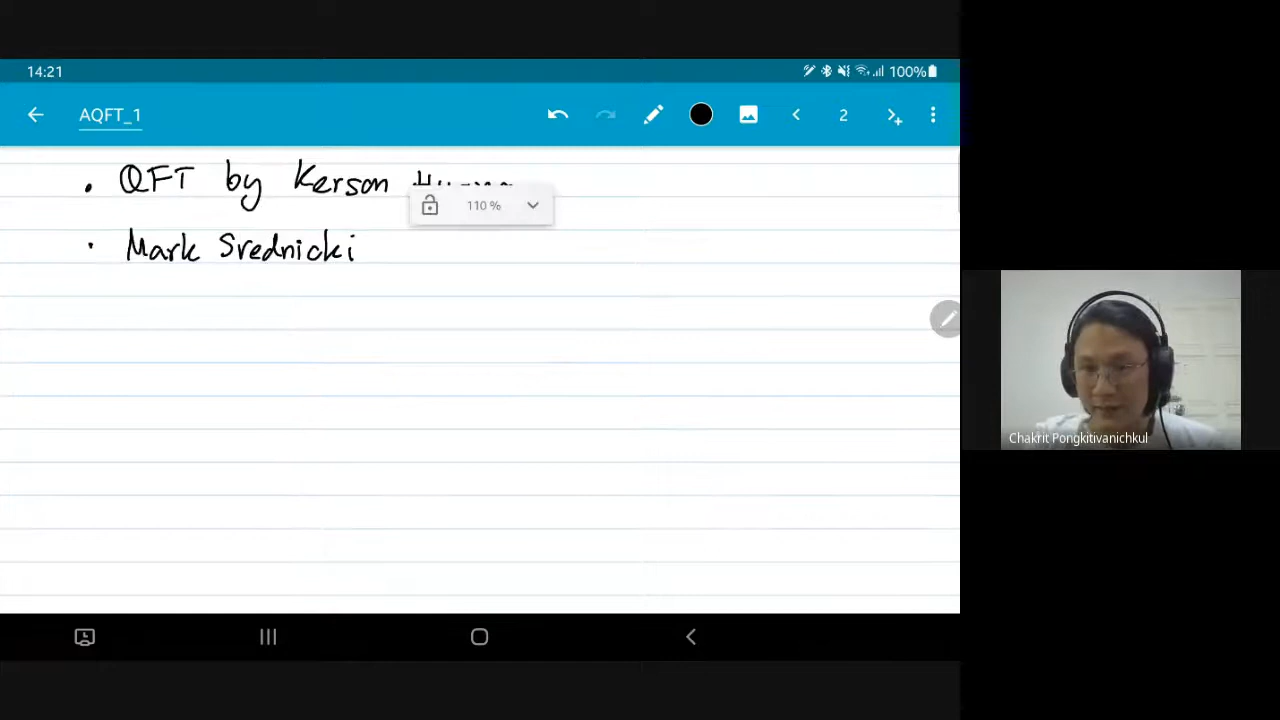 14:21
100%
AQFT_1
2
• QFT by Kerson
110 %
• Mark Srednicki
Chakrit Pongkitivanichkul